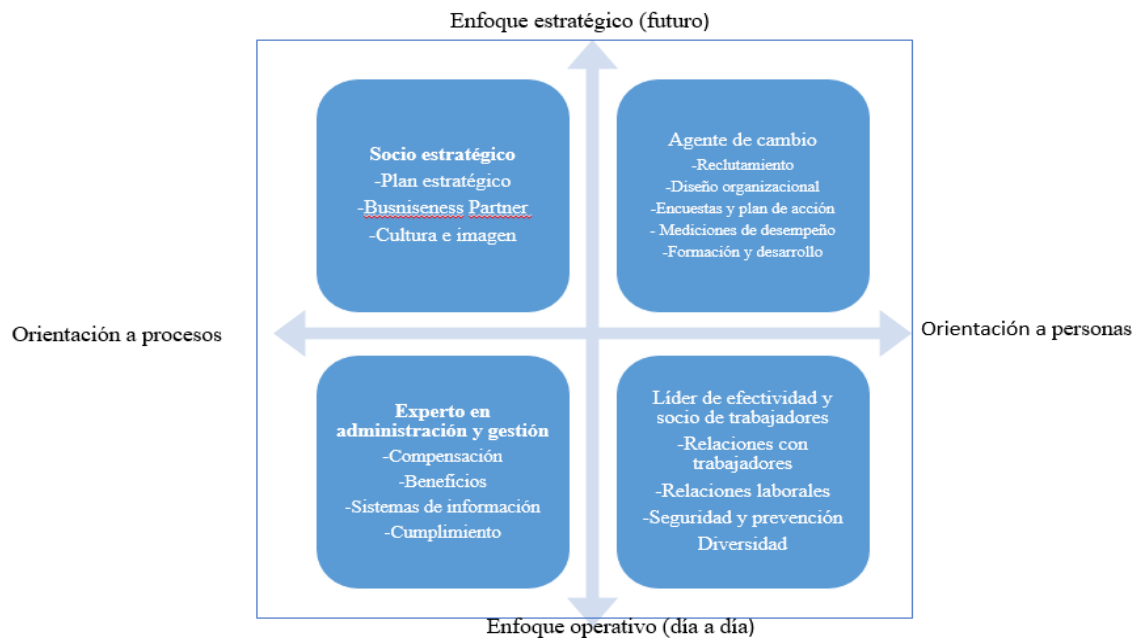 Enfoque estratégico (futuro)
Socio estratégico
-Plan estratégico
-Busniseness Partner
-Cultura e imagen
Agente de cambio
-Reclutamiento
-Diseño organizacional
-Encuestas y plan de acción
- Mediciones de desempeño
-Formación y desarrollo
Orientación a procesos
Orientación a personas
Experto en
administración y gestión
-Compensación
-Beneficios
-Sistemas de información
-Cumplimiento
Líder de efectividad y
socio de trabajadores
-Relaciones con
trabajadores
-Relaciones laborales
-Seguridad y prevención
Diversidad
Enfoque operativo (día a día)